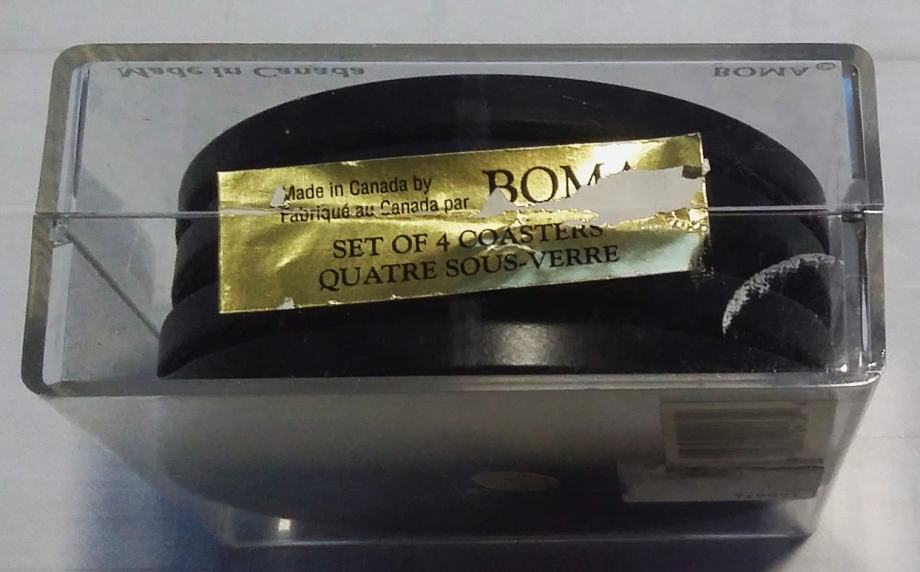 Made in Canada
BOMA ©
Made in Canada by
Fabriqué au Canada par
BOMA
SET OF 4 COASTERS
QUATRE SOUS-VERRE